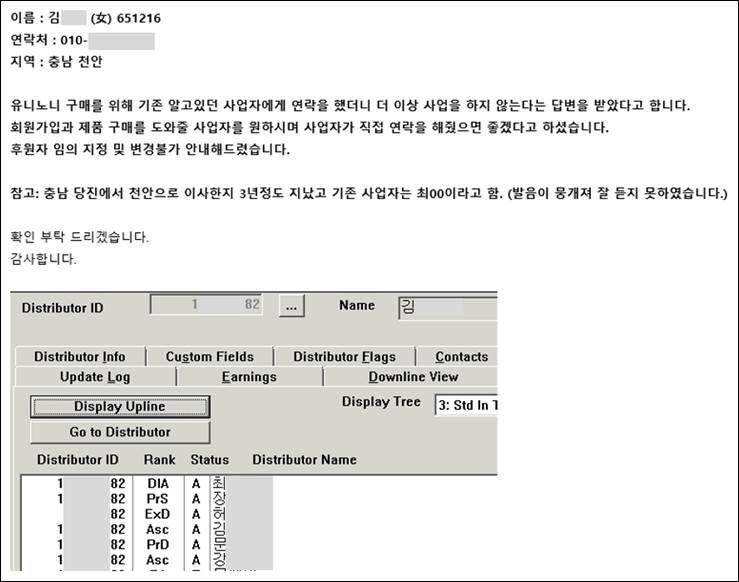 이름 : 김 (女) 651216
연락처 : 010-
지역 : 충남 천안
유니노니 구매를 위해 기존 알고있던 사업자에게 연락을 했더니 더 이상 사업을 하지 않는다는 답변을 받았다고 합니다.
회원가입과 제품 구매를 도와줄 사업자를 원하시며 사업자가 직접 연락을 해줬으면 좋겠다고 하셨습니다.
후원자 임의 지정 및 변경불가 안내해드렸습니다.
참고: 충남 당진에서 천안으로 이사한지 3년정도 지났고 기존 사업자는 최00이라고 함. (발음이 뭉개져 잘 듣지 못하였습니다.)
확인 부탁 드리겠습니다.
감사합니다.
Distributor ID 1 82 ... Name 김
Distributor Info Custom Fields Distributor Flags Contacts
Update Log Earnings Downline View
Display Upline Display Tree 3: Std In T
Go to Distributor
Distributor ID Rank Status Distributor Name
1 82 DIA A 최
1 82 PrS A 장
82 ExD A 허
1 82 Asc A 김
1 82 PrD A 문
1 82 Asc A 강